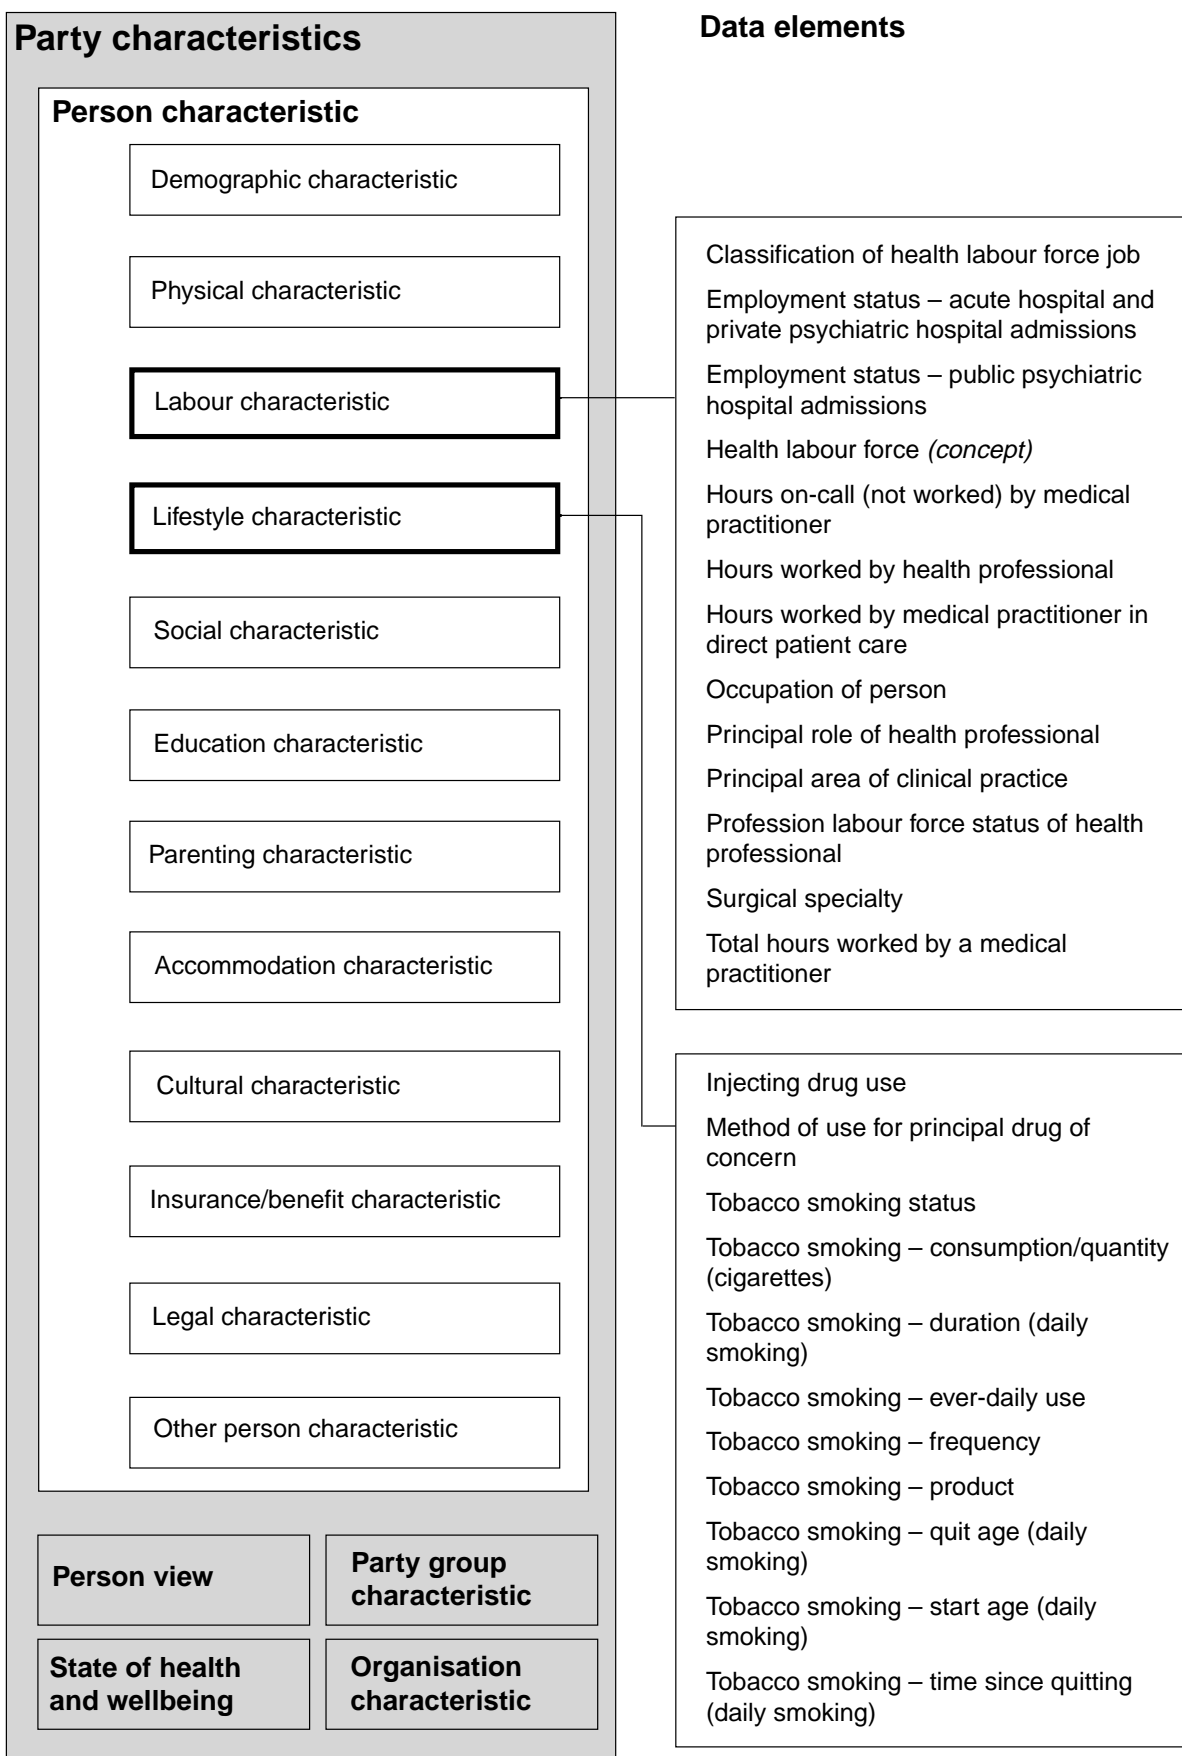 Party characteristics
Person characteristic
Demographic characteristic
Physical characteristic
Labour characteristic
Lifestyle characteristic
Social characteristic
Education characteristic
Parenting characteristic
Accommodation characteristic
Cultural characteristic
Insurance/benefit characteristic
Legal characteristic
Other person characteristic
Person view
Party group
characteristic
State of health
and wellbeing
Organisation
characteristic
Data elements
Classification of health labour force job
Employment status – acute hospital and
private psychiatric hospital admissions
Employment status – public psychiatric
hospital admissions
Health labour force (concept)
Hours on-call (not worked) by medical
practitioner
Hours worked by health professional
Hours worked by medical practitioner in
direct patient care
Occupation of person
Principal role of health professional
Principal area of clinical practice
Profession labour force status of health
professional
Surgical specialty
Total hours worked by a medical
practitioner
Injecting drug use
Method of use for principal drug of
concern
Tobacco smoking status
Tobacco smoking – consumption/quantity
(cigarettes)
Tobacco smoking – duration (daily
smoking)
Tobacco smoking – ever-daily use
Tobacco smoking – frequency
Tobacco smoking – product
Tobacco smoking – quit age (daily
smoking)
Tobacco smoking – start age (daily
smoking)
Tobacco smoking – time since quitting
(daily smoking)